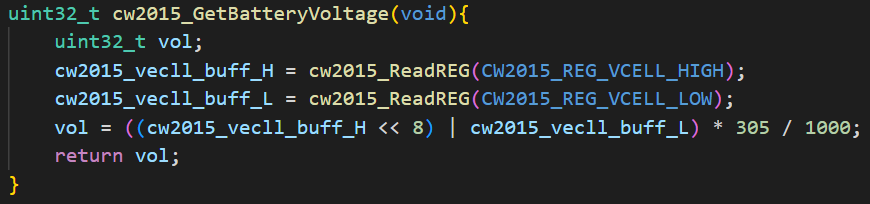 uint32_t cw2015_GetBatteryVoltage(void){
    uint32_t vol;
    cw2015_vecll_buff_H = cw2015_ReadREG(CW2015_REG_VCELL_HIGH);
    cw2015_vecll_buff_L = cw2015_ReadREG(CW2015_REG_VCELL_LOW);
    vol = ((cw2015_vecll_buff_H << 8) | cw2015_vecll_buff_L) * 305 / 1000;
    return vol;
}